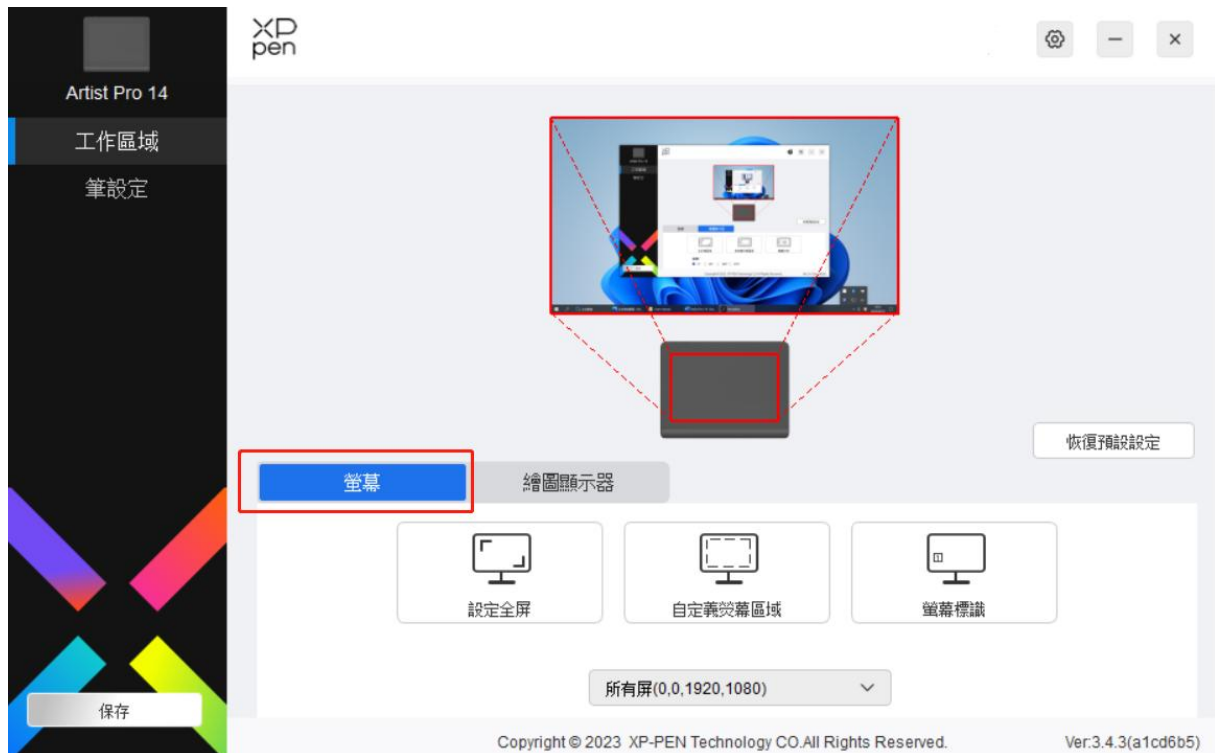 XP
pen
Artist Pro 14
工作區域
筆設定
恢復預設設定
螢幕
繪圖顯示器
設定全屏
自定義熒幕區域
螢幕標識
所有屏(0,0,1920,1080)
保存
Copyright © 2023 XP-PEN Technology CO.All Rights Reserved.
Ver:3.4.3(a1cd6b5)